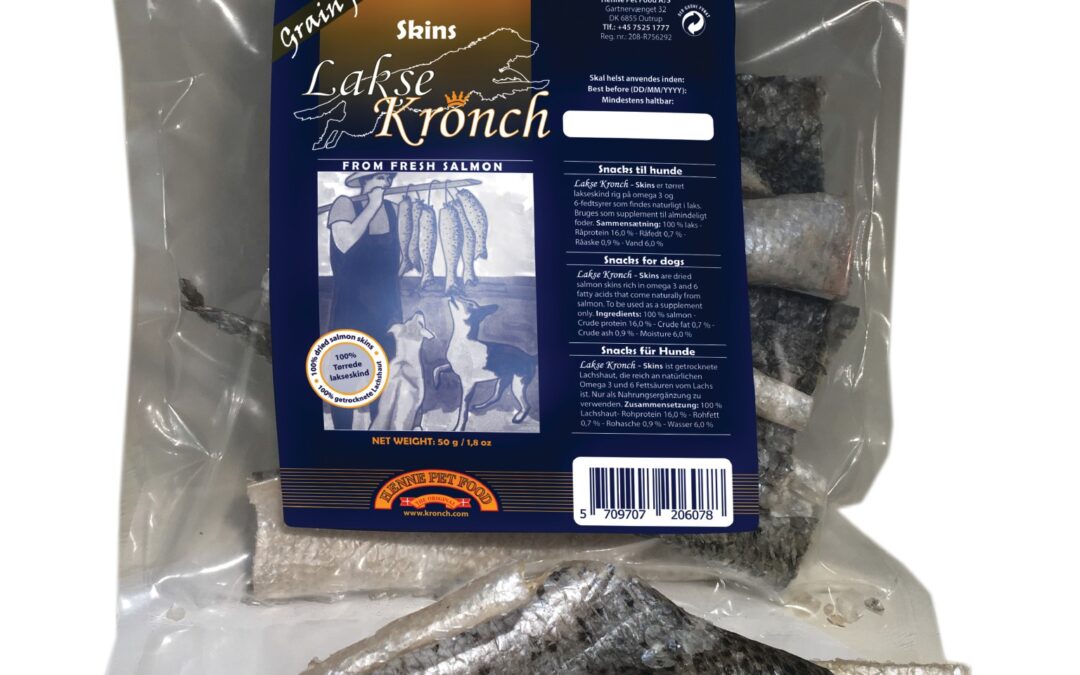 Grain
Skins
Lakse
Kronch
FROM FRESH SALMON
100% dried salmon skins
100%
Tørrede
lakseskind
100% getrocknete Lachshaut
NET WEIGHT: 50 g / 1,8 oz
HENNE PET FOOD
THE ORIGINAL
www.kronch.com
Henne Pet Food A/S
Gartnervænget 32
DK 6855 Outrup
Tlf.: +45 7525 1777
Reg. nr.: 208-R756292
DER GRÜNE PUNKT
Skal helst anvendes inden:
Best before (DD/MM/YYYY):
Mindestens haltbar:
Snacks til hunde
Lakse Kronch - Skins er tørret
lakseskind rig på omega 3 og
6-fedtsyrer som findes naturligt i laks.
Bruges som supplement til almindeligt
foder. Sammensætning: 100 % laks -
Råprotein 16,0 % - Råfedt 0,7 % -
Råaske 0,9 % - Vand 6,0 %
Snacks for dogs
Lakse Kronch - Skins are dried
salmon skins rich in omega 3 and 6
fatty acids that come naturally from
salmon. To be used as a supplement
only. Ingredients: 100 % salmon -
Crude protein 16,0 % - Crude fat 0,7 % -
Crude ash 0,9 % - Moisture 6,0 %
Snacks für Hunde
Lakse Kronch - Skins ist getrocknete
Lachshaut, die reich an natürlichen
Omega 3 und 6 Fettsäuren vom Lachs
ist. Nur als Nahrungsergänzung zu
verwenden. Zusammensetzung: 100 %
Lachshaut- Rohprotein 16,0 % - Rohfett
0,7 % - Rohasche 0,9 % - Wasser 6,0 %
5 709707 206078